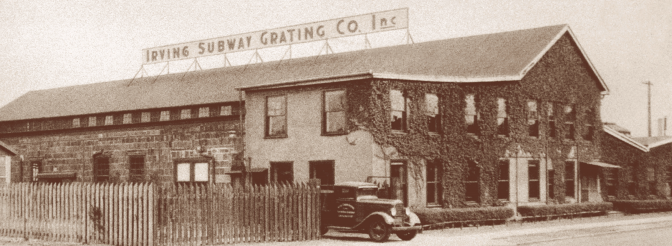 IRVING SUBWAY GRATING CO. Inc